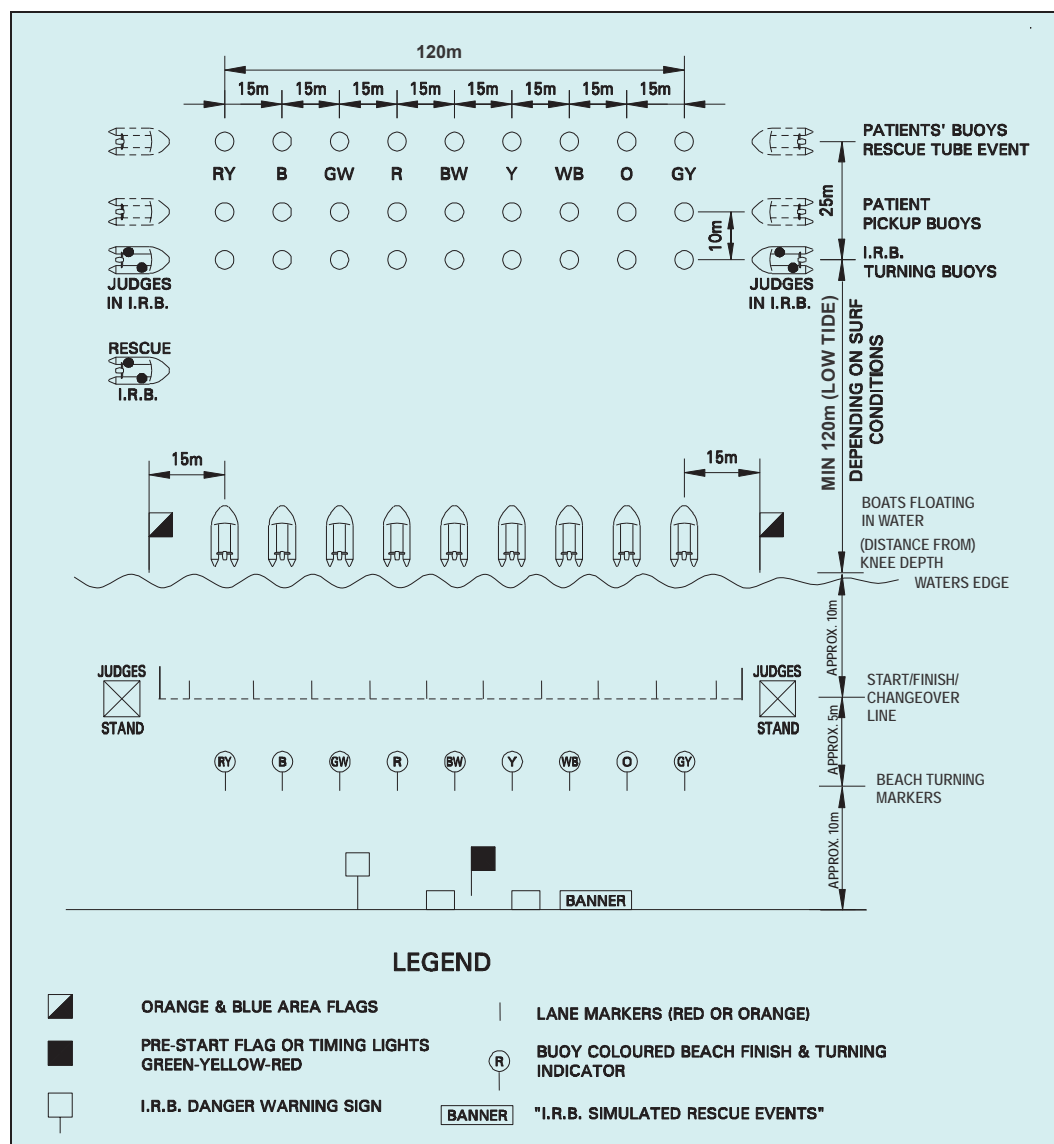 120m
15m 15m 15m 15m 15m 15m 15m 15m
PATIENTS' BUOYS
RESCUE TUBE EVENT
RY B GW R BW Y WB O GY
25m
PATIENT
PICKUP BUOYS
10m
I.R.B.
TURNING BUOYS
JUDGES
IN I.R.B.
JUDGES
IN I.R.B.
RESCUE
I.R.B.
MIN 120m (LOW TIDE)
DEPENDING ON SURF
CONDITIONS
15m 15m
BOATS FLOATING
IN WATER
(DISTANCE FROM)
KNEE DEPTH
WATERS EDGE
APPROX. 10m
JUDGES
STAND
JUDGES
STAND
START/FINISH/
CHANGEOVER
LINE
APPROX. 5m
RY B GW R BW Y WB O GY
BEACH TURNING
MARKERS
APPROX. 10m
BANNER
LEGEND
ORANGE & BLUE AREA FLAGS
PRE-START FLAG OR TIMING LIGHTS
GREEN-YELLOW-RED
I.R.B. DANGER WARNING SIGN
LANE MARKERS (RED OR ORANGE)
R
BUOY COLOURED BEACH FINISH & TURNING
INDICATOR
BANNER "I.R.B. SIMULATED RESCUE EVENTS"